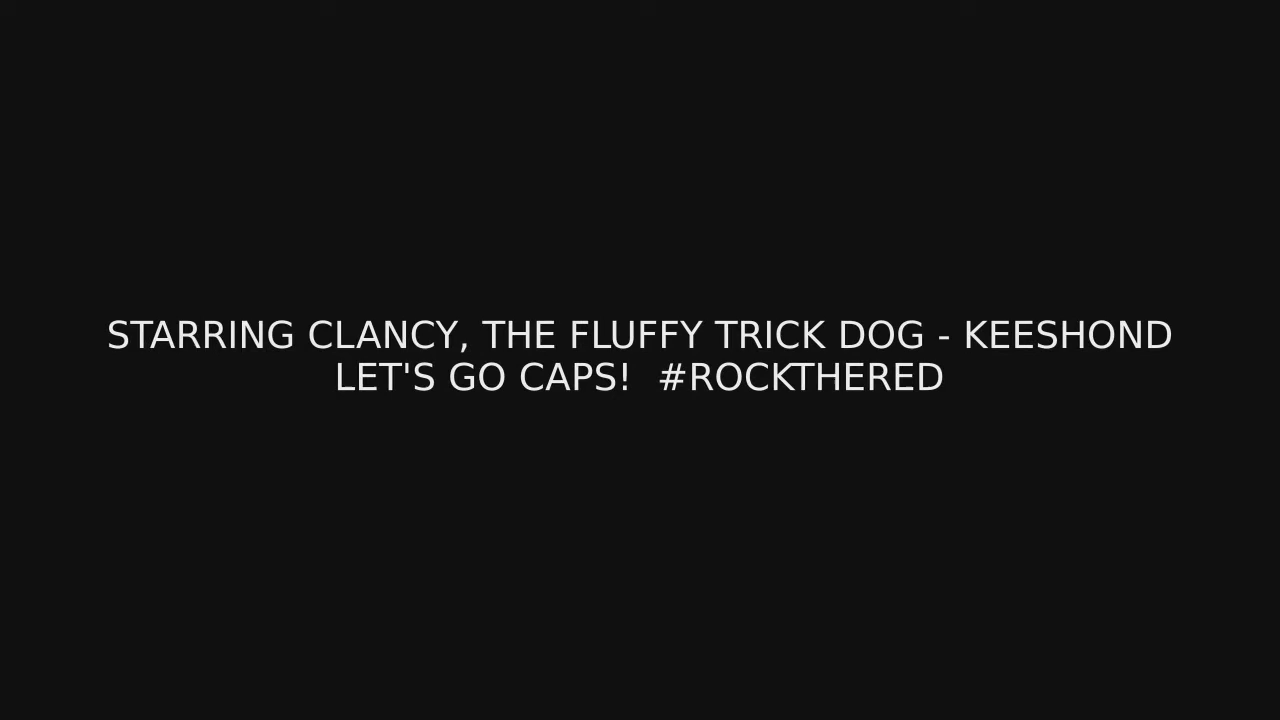 STARRING CLANCY, THE FLUFFY TRICK DOG - KEESHOND
LET'S GO CAPS!  #ROCKTHERED